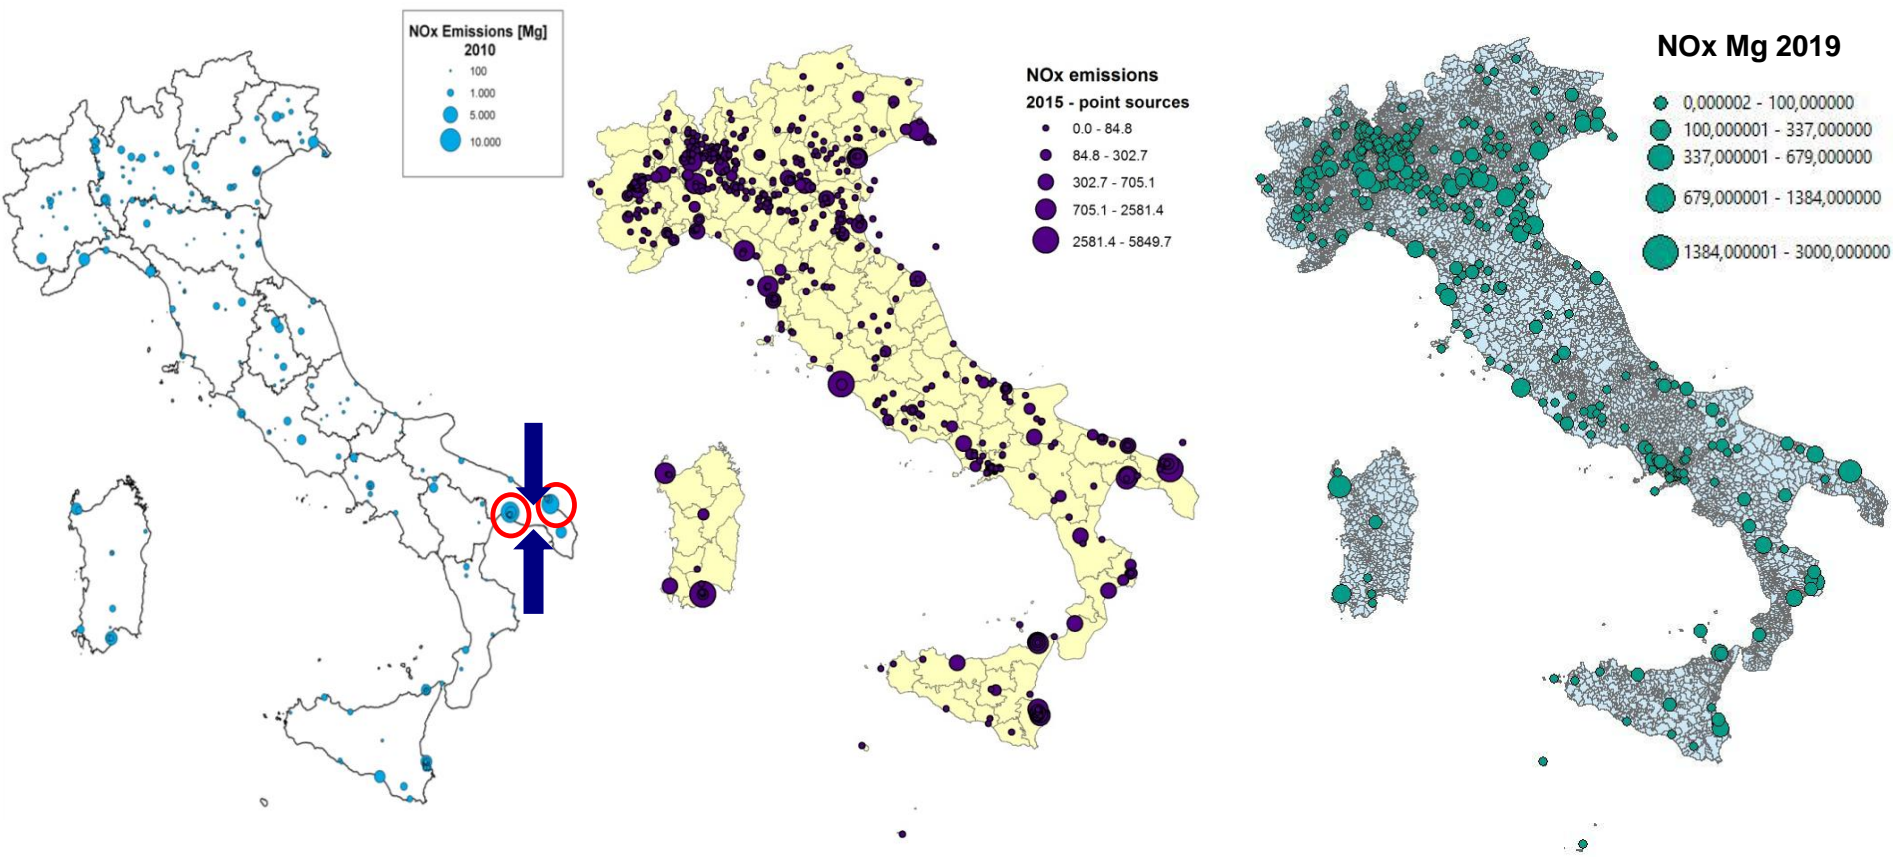 NOx Emissions [Mg]
2010
100
1.000
5.000
10.000
NOx emissions
2015 - point sources
0.0 - 84.8
84.8 - 302.7
302.7 - 705.1
705.1 - 2581.4
2581.4 - 5849.7
NOx Mg 2019
0,000002 - 100,000000
100,000001 - 337,000000
337,000001 - 679,000000
679,000001 - 1384,000000
1384,000001 - 3000,000000